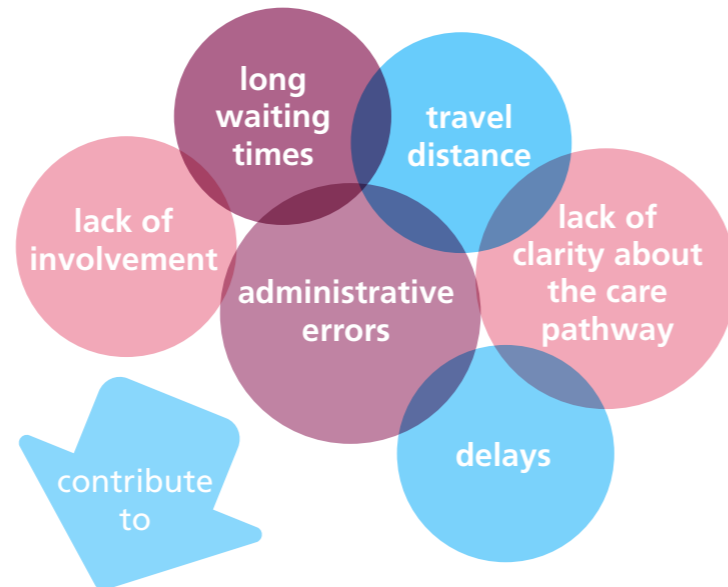 long
waiting
times
travel
distance
lack of
involvement
lack of
clarity about
the care
pathway
administrative
errors
delays
contribute
to